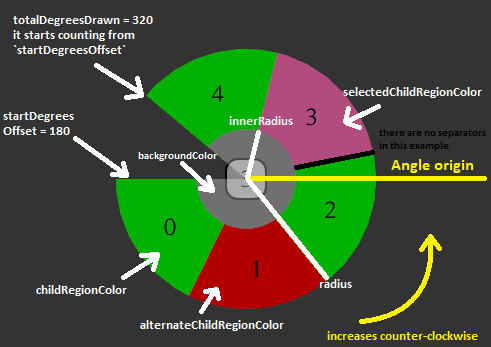 totalDegreesDrawn = 320
it starts counting from
`startDegreesOffset`
4
selectedChildRegionColor
innerRadius
3
startDegrees
Offset = 180
there are no separators
in this example
backgroundColor
Angle origin
2
0
1
childRegionColor
radius
alternateChildRegionColor
increases counter-clockwise